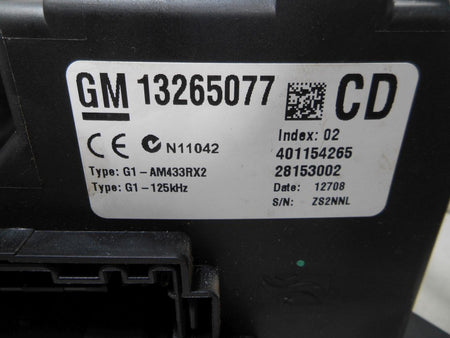 GM 13265077 CD
CE N11042
Index: 02
401154265
Type: G1-AM433RX2
28153002
Type: G1-125kHz
Date: 12708
S/N: ZS2NNL